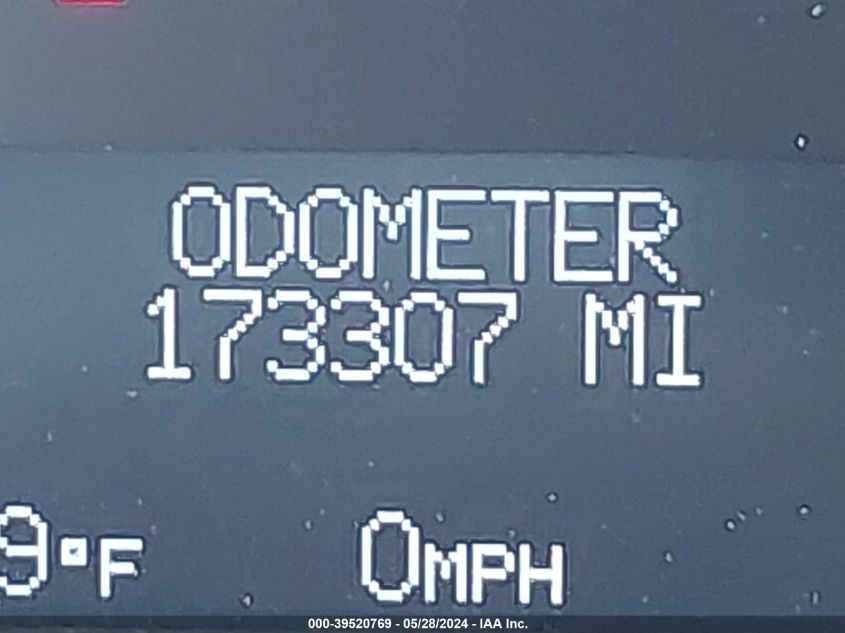 ODOMETER
173307 MI
9°F
0MPH
000-39520769 - 05/28/2024 - IAA Inc.